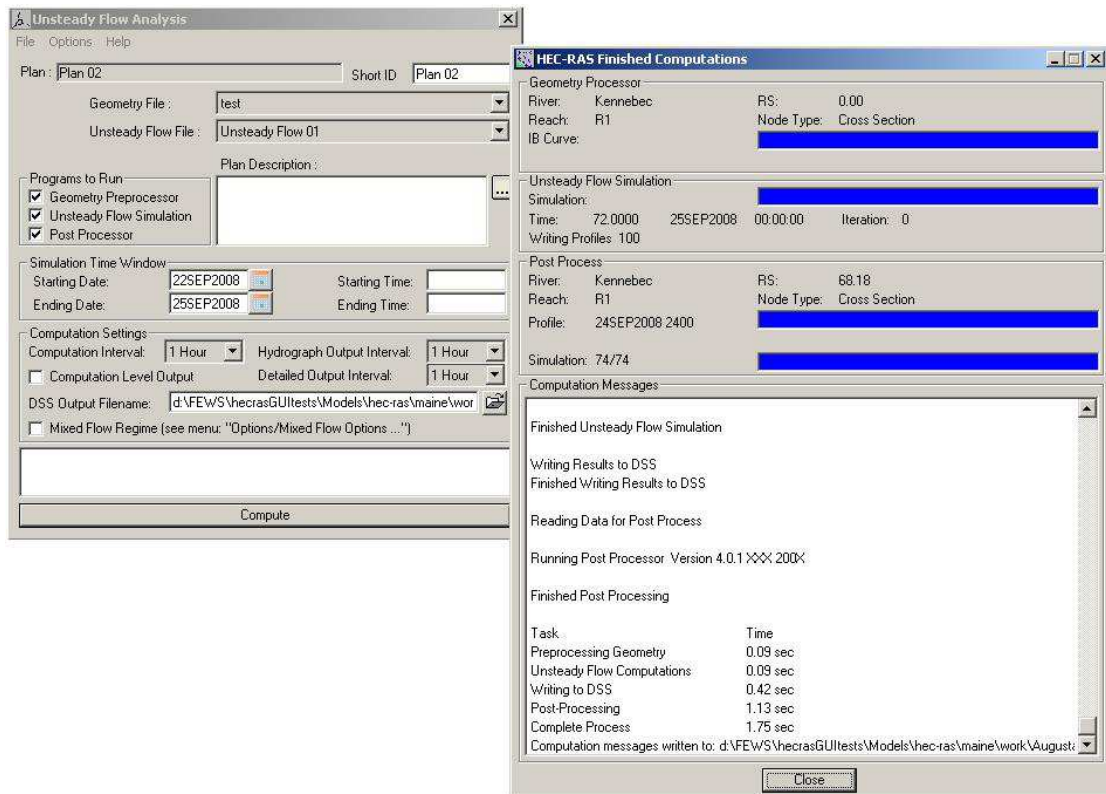 Unsteady Flow Analysis
File Options Help
Plan : Plan 02 Short ID Plan 02
Geometry File : test
Unsteady Flow File : Unsteady Flow 01
Plan Description :
Programs to Run
Geometry Preprocessor
Unsteady Flow Simulation
Post Processor
...
Simulation Time Window
Starting Date: 22SEP2008 Starting Time:
Ending Date: 25SEP2008 Ending Time:
Computation Settings
Computation Interval: 1 Hour Hydrograph Output Interval: 1 Hour
Computation Level Output Detailed Output Interval: 1 Hour
DSS Output Filename: d:\FEWS\hecrasGUItests\Models\hec-ras\maine\wor
Mixed Flow Regime (see menu: "Options/Mixed Flow Options ...")
Compute
HEC-RAS Finished Computations
Geometry Processor
River: Kennebec RS: 0.00
Reach: R1 Node Type: Cross Section
IB Curve:
Unsteady Flow Simulation
Simulation:
Time: 72.0000 25SEP2008 00:00:00 Iteration: 0
Writing Profiles 100
Post Process
River: Kennebec RS: 68.18
Reach: R1 Node Type: Cross Section
Profile: 24SEP2008 2400
Simulation: 74/74
Computation Messages
Finished Unsteady Flow Simulation
Writing Results to DSS
Finished Writing Results to DSS
Reading Data for Post Process
Running Post Processor Version 4.0.1 XXX 200X
Finished Post Processing
Task Time
Preprocessing Geometry 0.09 sec
Unsteady Flow Computations 0.09 sec
Writing to DSS 0.42 sec
Post-Processing 1.13 sec
Complete Process 1.75 sec
Computation messages written to: d:\FEWS\hecrasGUItests\Models\hec-ras\maine\work\Augusta
Close